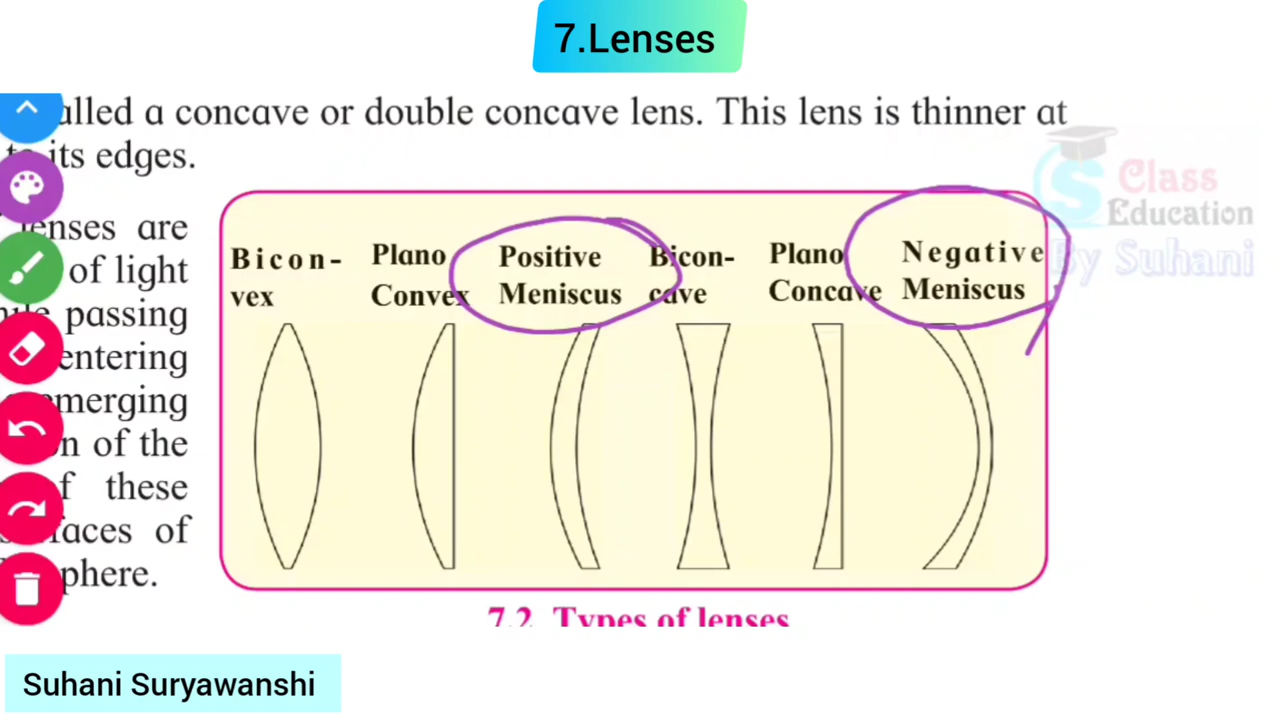 7.Lenses
alled a concave or double concave lens. This lens is thinner at
its edges.
Class
Education
By Suhani
lenses are
of light
passing
entering
emerging
n of the
f these
faces of
phere.
Bicon- Plano Positive Bicon- Plano Negative
vex Convex Meniscus cave Concave Meniscus
7.2 Types of lenses
Suhani Suryawanshi